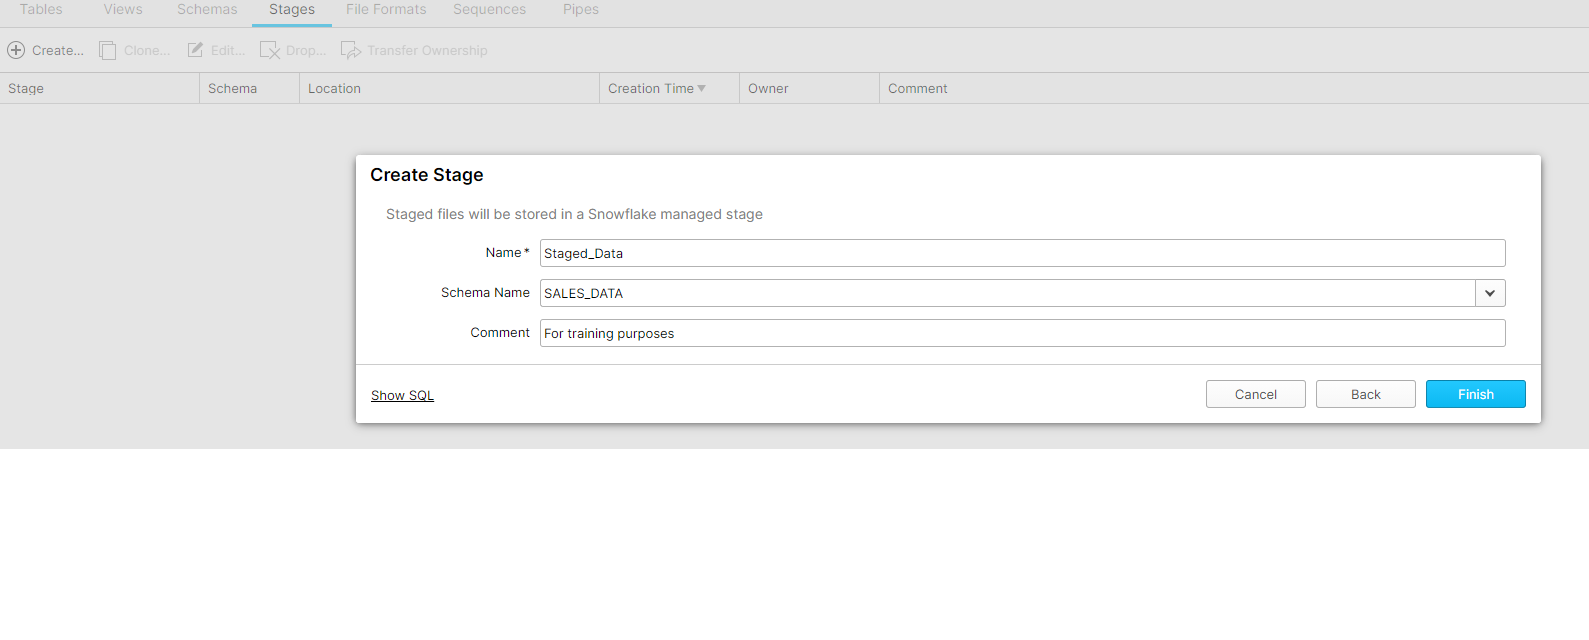 Tables Views Schemas Stages File Formats Sequences Pipes
Create... Clone... Edit... Drop... Transfer Ownership
Stage Schema Location Creation Time Owner Comment
Create Stage
Staged files will be stored in a Snowflake managed stage
Name* Staged_Data
Schema Name SALES_DATA
Comment For training purposes
Show SQL Cancel Back Finish